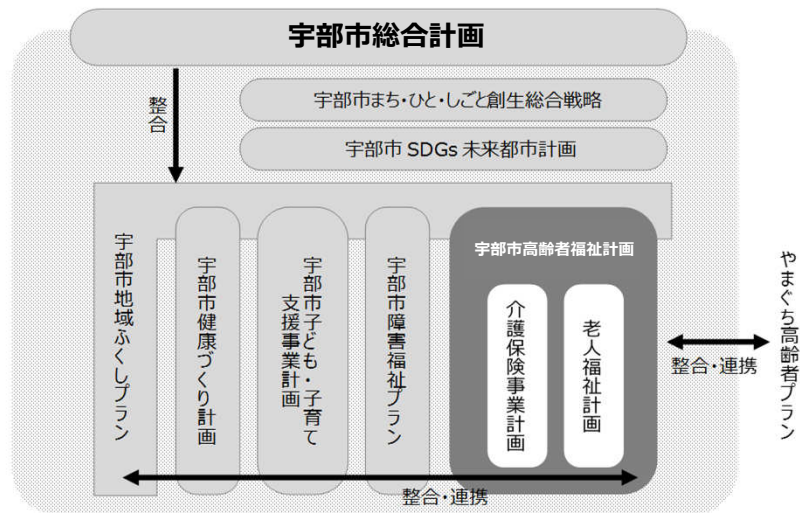 宇部市総合計画
整合
宇部市まち・ひと・しごと創生総合戦略
宇部市 SDGs 未来都市計画
宇部市地域ふくしプラン
宇部市健康づくり計画
宇部市子ども・子育て
支援事業計画
宇部市障害福祉プラン
宇部市高齢者福祉計画
介護保険事業計画
老人福祉計画
整合・連携
やまぐち高齢者プラン
整合・連携